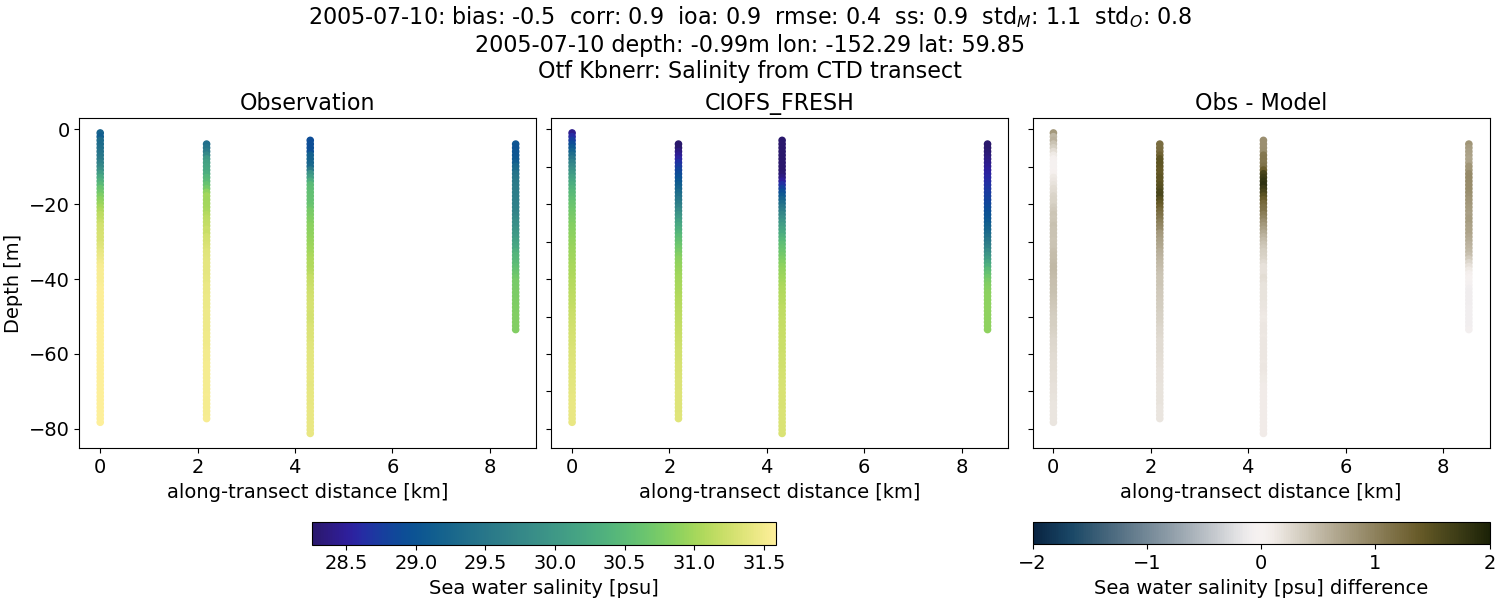 2005-07-10: bias: -0.5  corr: 0.9  ioa: 0.9  rmse: 0.4  ss: 0.9  std_M: 1.1  std_O: 0.8
2005-07-10 depth: -0.99m lon: -152.29 lat: 59.85
Otf Kbnerr: Salinity from CTD transect
Observation
CIOFS_FRESH
Obs - Model
Depth [m]
0
−20
−40
−60
−80
0 2 4 6 8
0 2 4 6 8
0 2 4 6 8
along-transect distance [km]
along-transect distance [km]
along-transect distance [km]
28.5 29.0 29.5 30.0 30.5 31.0 31.5
Sea water salinity [psu]
−2 −1 0 1 2
Sea water salinity [psu] difference